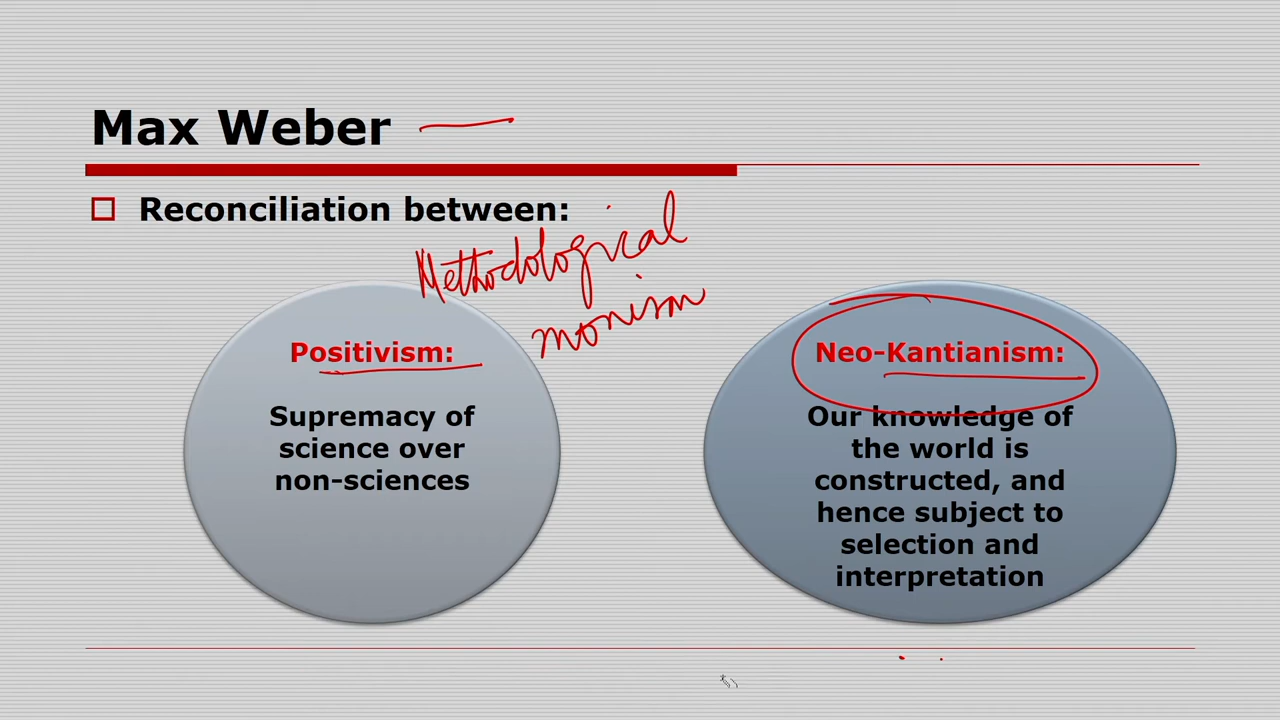 Max Weber
Reconciliation between:
Methodological
monism
Positivism:
Supremacy of
science over
non-sciences
Neo-Kantianism:
Our knowledge of
the world is
constructed, and
hence subject to
selection and
interpretation